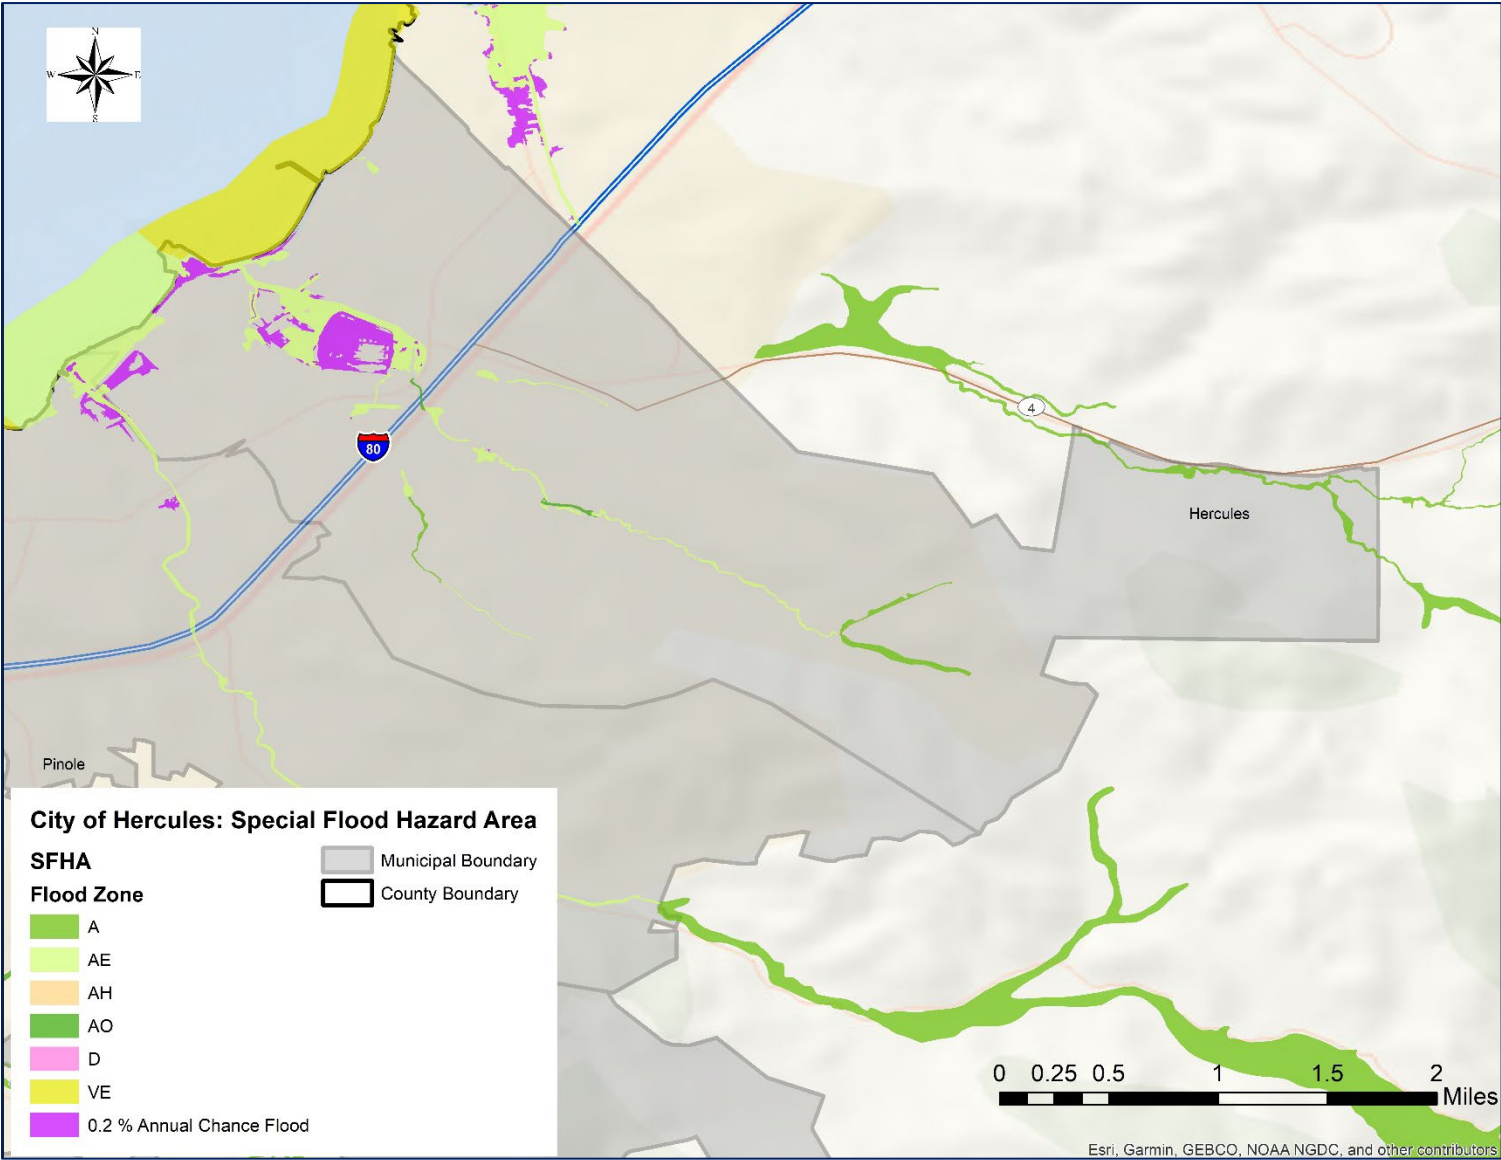 N
W E
S
80
4
Hercules
Pinole
City of Hercules: Special Flood Hazard Area
SFHA
Municipal Boundary
Flood Zone
County Boundary
A
AE
AH
AO
D
VE
0.2 % Annual Chance Flood
0 0.25 0.5 1 1.5 2
Miles
Esri, Garmin, GEBCO, NOAA NGDC, and other contributors